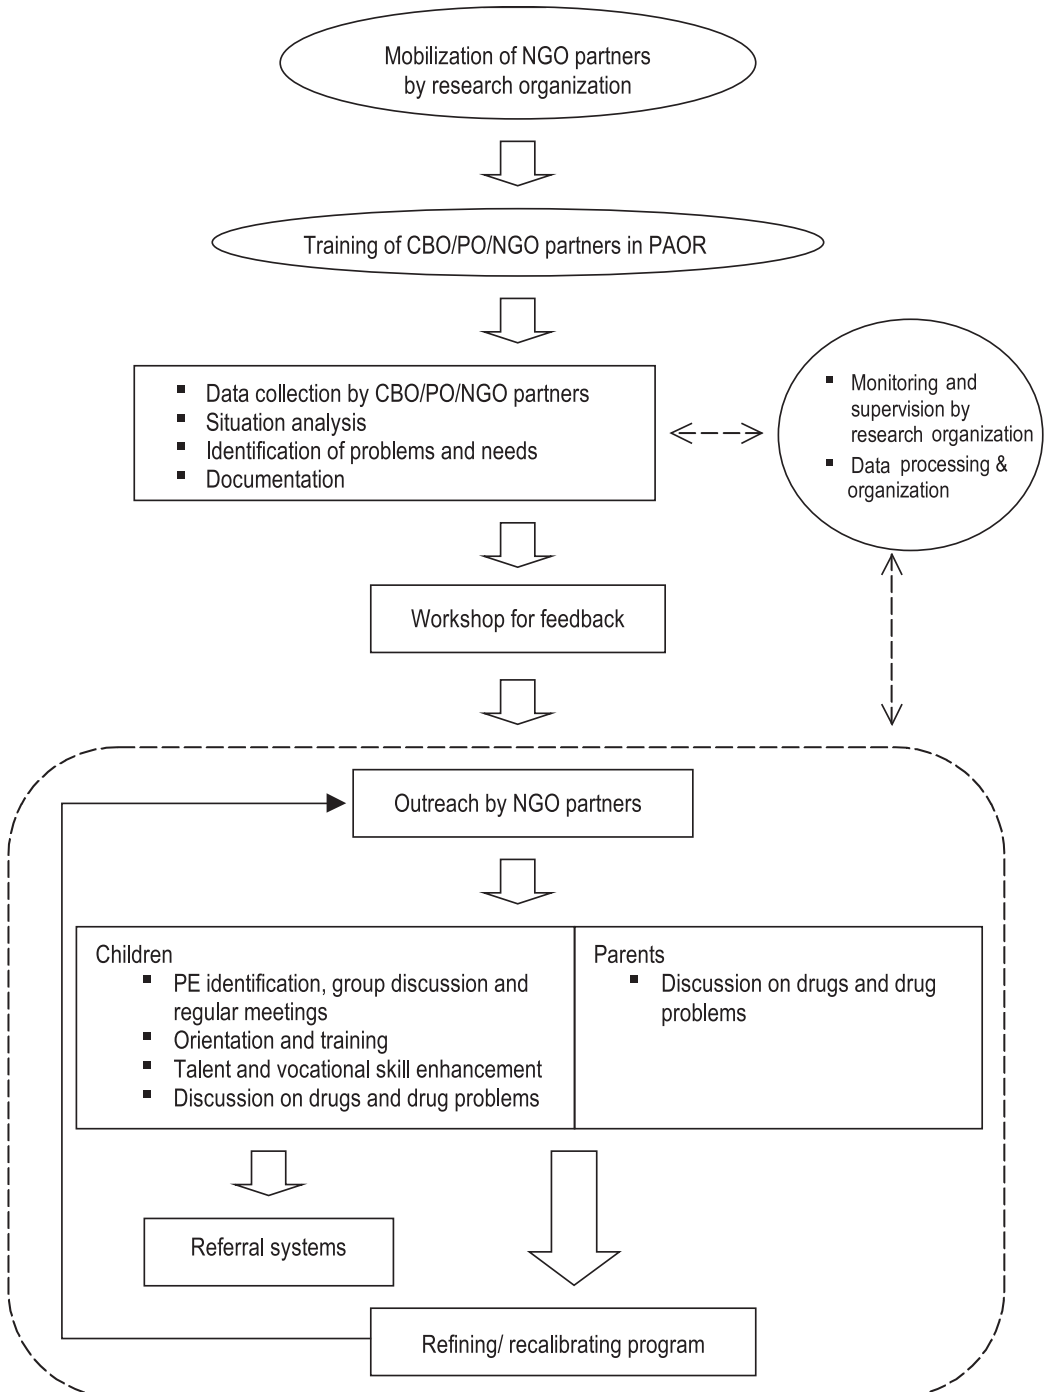 Mobilization of NGO partners
by research organization
Training of CBO/PO/NGO partners in PAOR
▪ Data collection by CBO/PO/NGO partners
▪ Situation analysis
▪ Identification of problems and needs
▪ Documentation
▪ Monitoring and
supervision by
research organization
▪ Data processing &
organization
Workshop for feedback
Outreach by NGO partners
Children
▪ PE identification, group discussion and
regular meetings
▪ Orientation and training
▪ Talent and vocational skill enhancement
▪ Discussion on drugs and drug problems
Parents
▪ Discussion on drugs and drug
problems
Referral systems
Refining/ recalibrating program